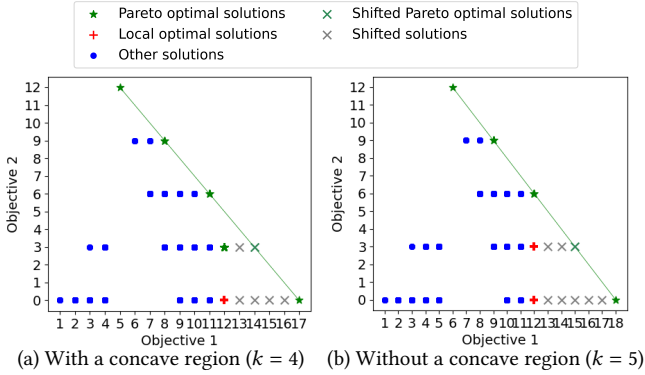 Pareto optimal solutions
Local optimal solutions
Other solutions
Shifted Pareto optimal solutions
Shifted solutions
12
11
10
9
8
7
6
5
4
3
2
1
0
Objective 2
1 2 3 4 5 6 7 8 9 10 11 12 13 14 15 16 17
Objective 1
(a) With a concave region (k = 4)
12
11
10
9
8
7
6
5
4
3
2
1
0
Objective 2
1 2 3 4 5 6 7 8 9 10 11 12 13 14 15 16 17 18
Objective 1
(b) Without a concave region (k = 5)